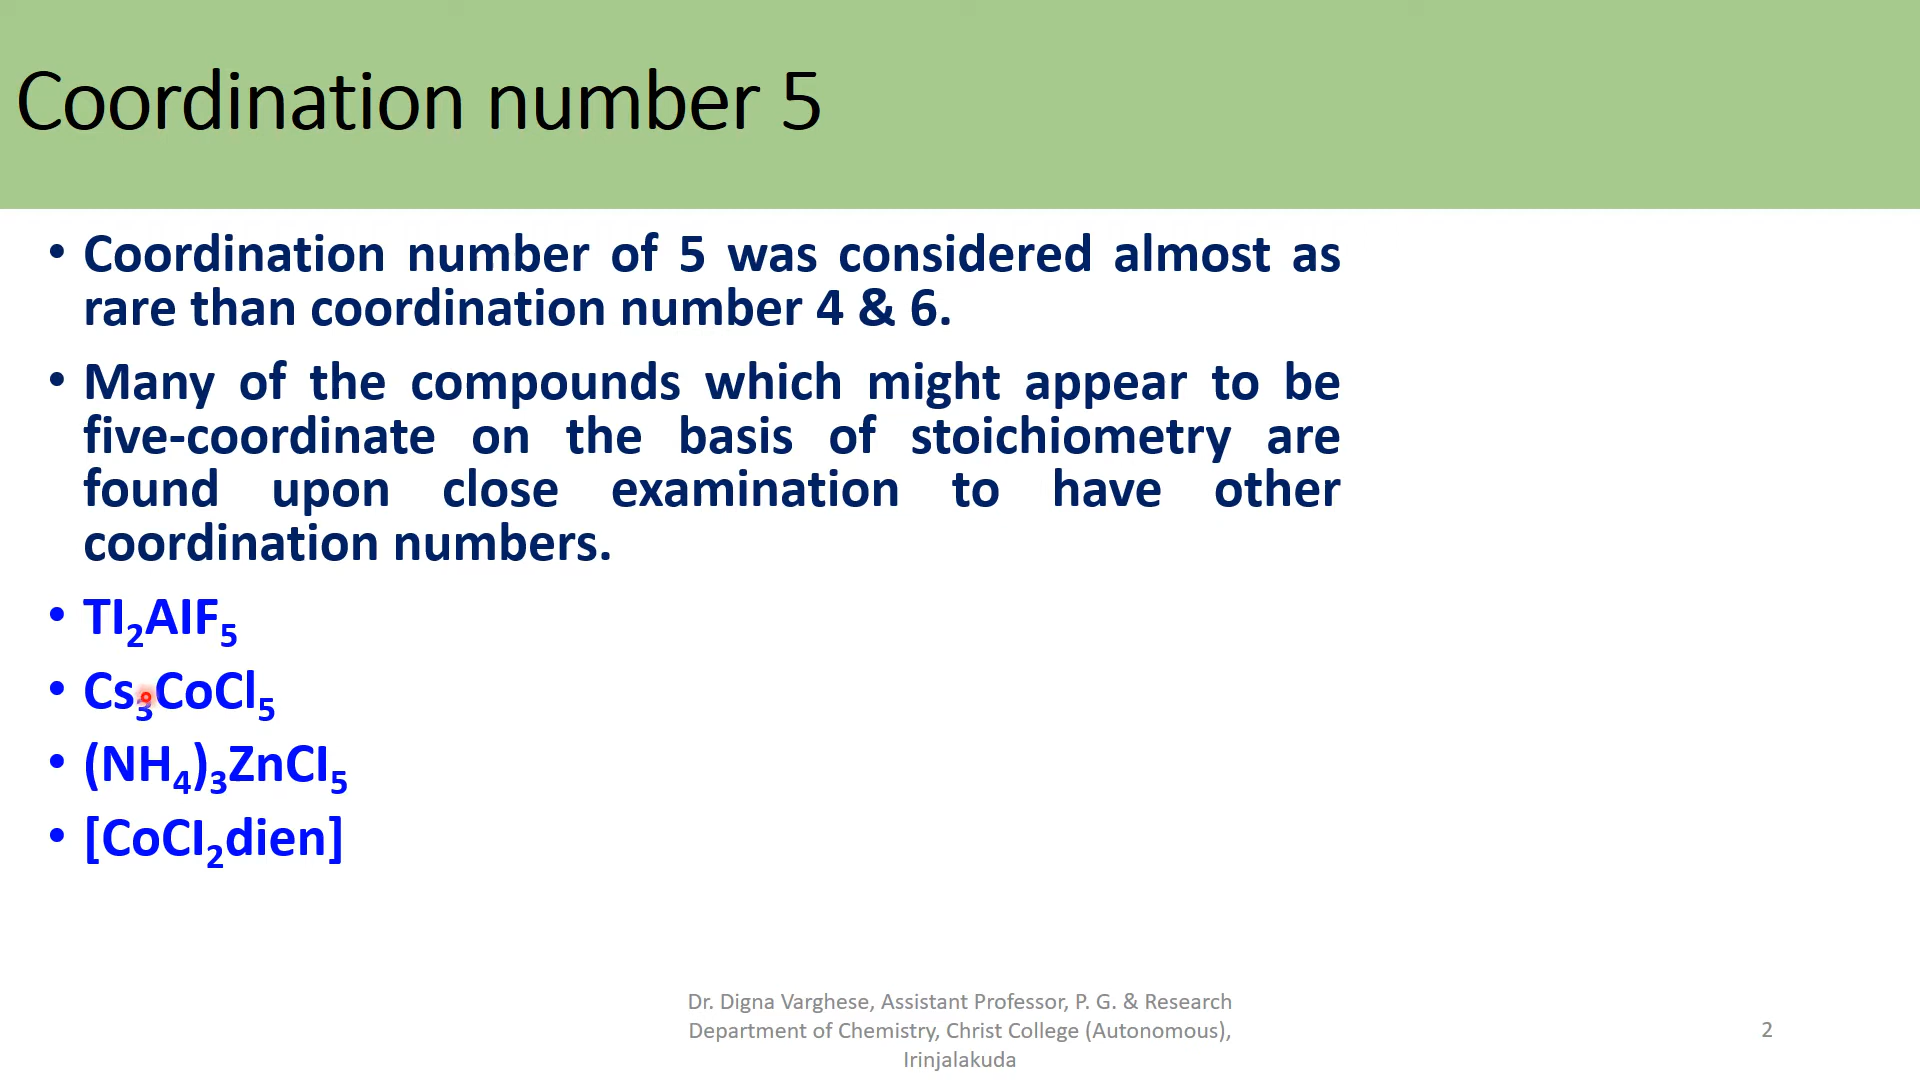 Coordination number 5
• Coordination number of 5 was considered almost as
rare than coordination number 4 & 6.
• Many of the compounds which might appear to be
five-coordinate on the basis of stoichiometry are
found upon close examination to have other
coordination numbers.
• TI₂AIF₅
• Cs₃CoCl₅
• (NH₄)₃ZnCI₅
• [CoCI₂dien]
Dr. Digna Varghese, Assistant Professor, P. G. & Research
Department of Chemistry, Christ College (Autonomous),
Irinjalakuda
2